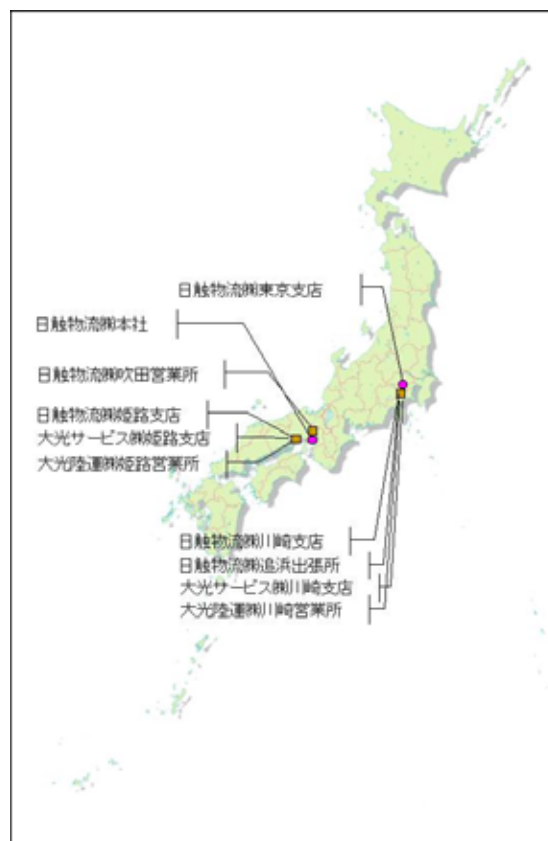 日触物流㈱東京支店
日触物流㈱本社
日触物流㈱吹田営業所
日触物流㈱姫路支店
大光サービス㈱姫路支店
大光陸運㈱姫路営業所
日触物流㈱川崎支店
日触物流㈱追浜出張所
大光サービス㈱川崎支店
大光陸運㈱川崎営業所